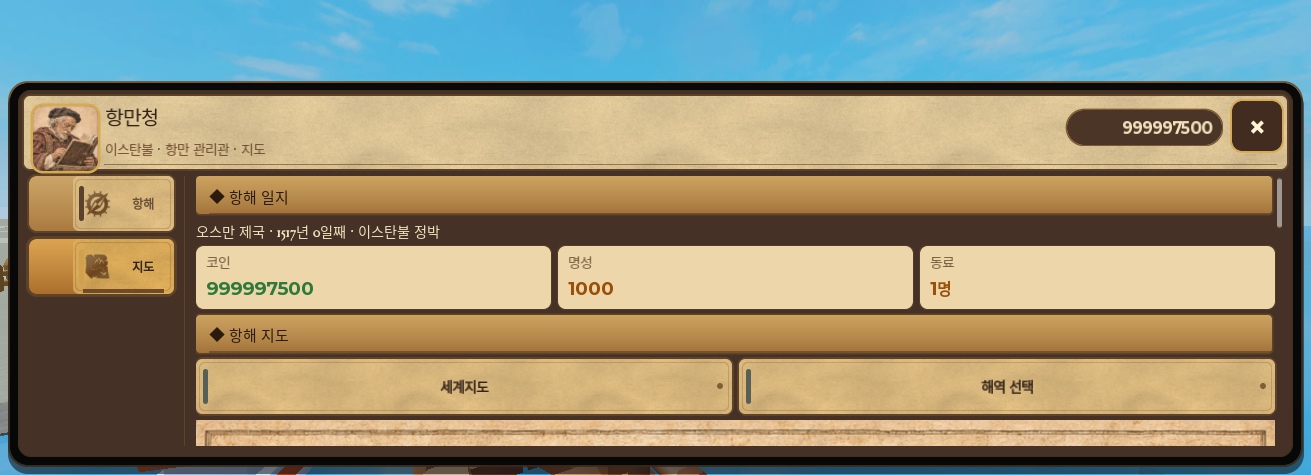 항만청
이스탄불 · 항만 관리관 · 지도
999997500
×
항해
지도
◆ 항해 일지
오스만 제국 · 1517년 0일째 · 이스탄불 정박
코인
999997500
명성
1000
동료
1명
◆ 항해 지도
세계지도
해역 선택